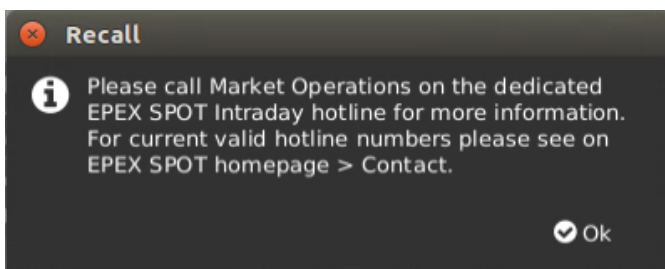 Recall
Please call Market Operations on the dedicated
EPEX SPOT Intraday hotline for more information.
For current valid hotline numbers please see on
EPEX SPOT homepage > Contact.
Ok